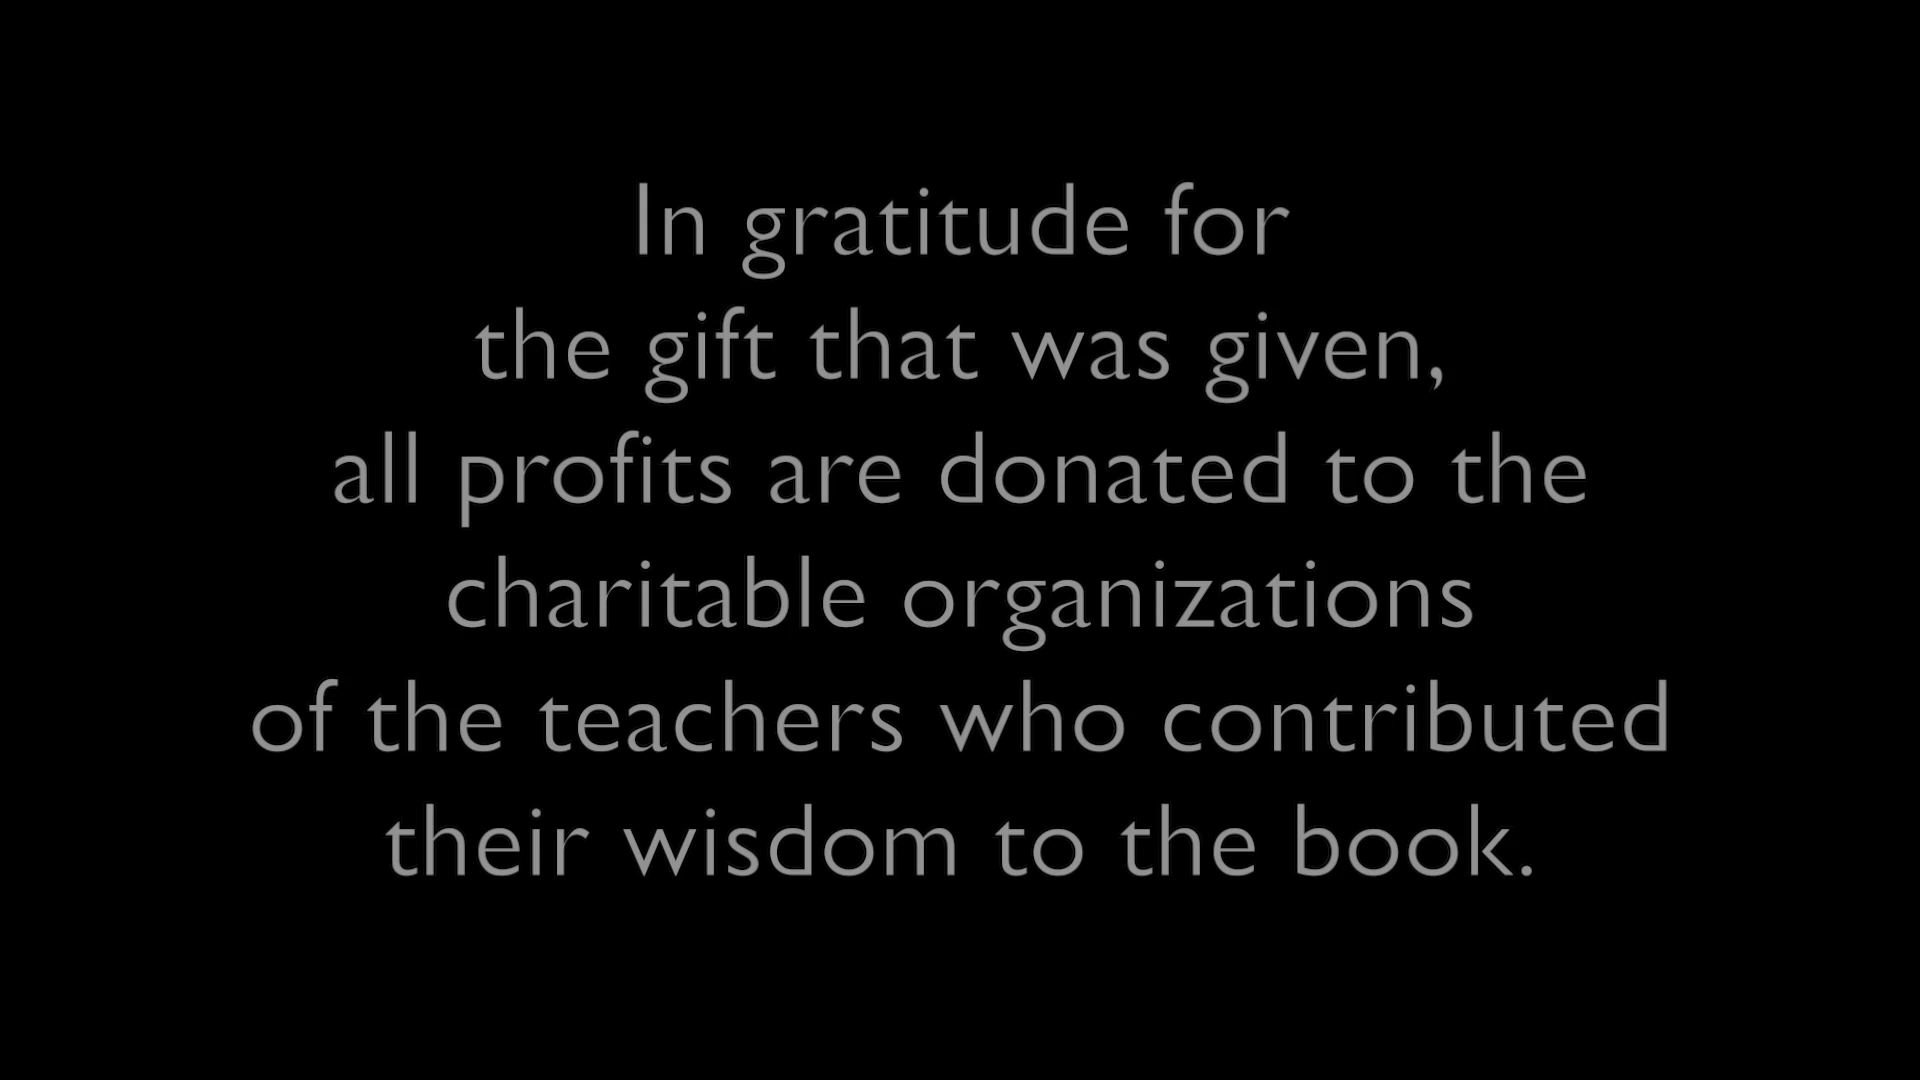 In gratitude for
the gift that was given,
all profits are donated to the
charitable organizations
of the teachers who contributed
their wisdom to the book.